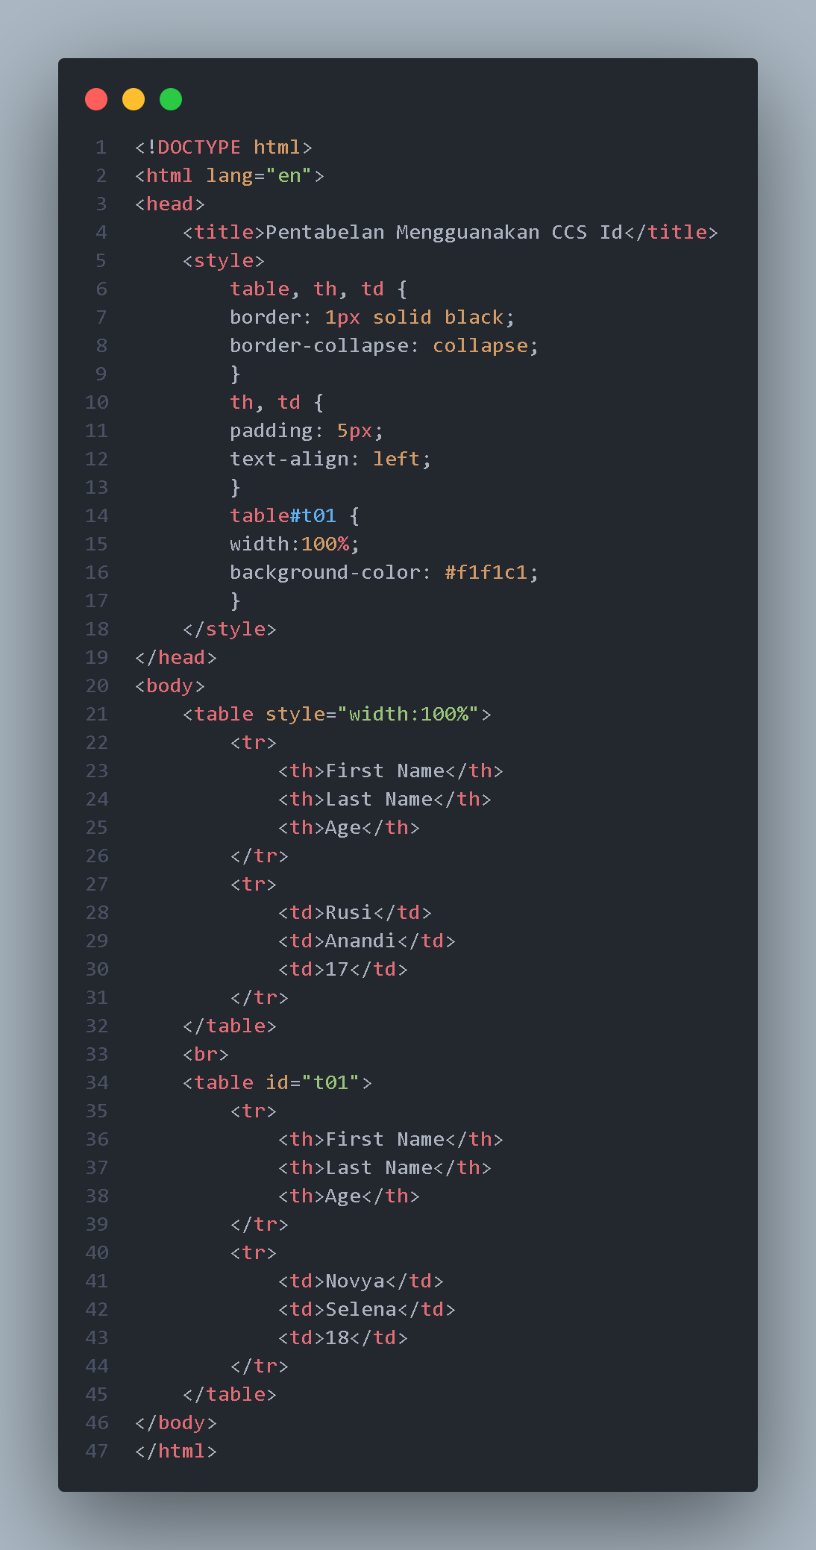 1 <!DOCTYPE html>
2 <html lang="en">
3 <head>
4     <title>Pentabelan Mengguanakan CCS Id</title>
5     <style>
6         table, th, td {
7         border: 1px solid black;
8         border-collapse: collapse;
9         }
10         th, td {
11         padding: 5px;
12         text-align: left;
13         }
14         table#t01 {
15         width:100%;
16         background-color: #f1f1c1;
17         }
18     </style>
19 </head>
20 <body>
21     <table style="width:100%">
22         <tr>
23             <th>First Name</th>
24             <th>Last Name</th>
25             <th>Age</th>
26         </tr>
27         <tr>
28             <td>Rusi</td>
29             <td>Anandi</td>
30             <td>17</td>
31         </tr>
32     </table>
33     <br>
34     <table id="t01">
35         <tr>
36             <th>First Name</th>
37             <th>Last Name</th>
38             <th>Age</th>
39         </tr>
40         <tr>
41             <td>Novya</td>
42             <td>Selena</td>
43             <td>18</td>
44         </tr>
45     </table>
46 </body>
47 </html>